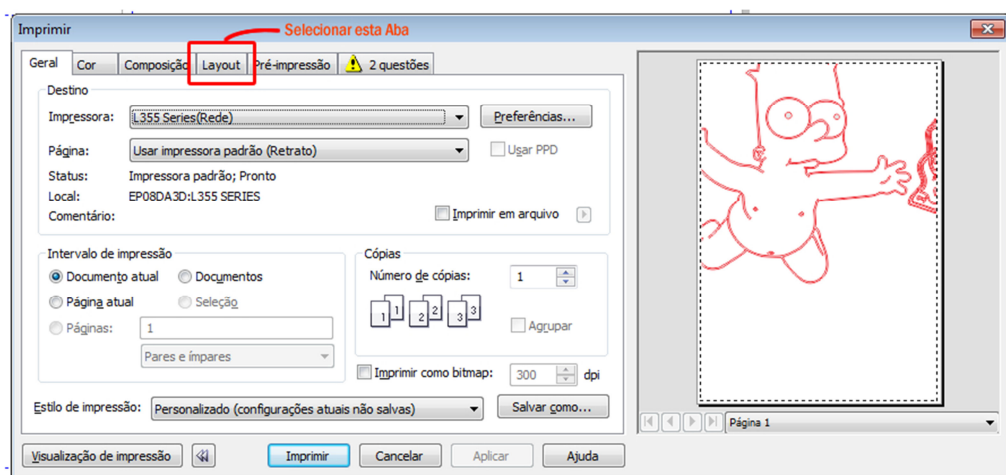 Imprimir
Selecionar esta Aba
Geral Cor Composição Layout Pré-impressão 2 questões
Destino
Impressora: L355 Series(Rede) Preferências...
Página: Usar impressora padrão (Retrato) Usar PPD
Status: Impressora padrão; Pronto
Local: EP08DA3D:L355 SERIES
Comentário: Imprimir em arquivo
Intervalo de impressão
Documento atual Documentos
Página atual Seleção
Páginas: 1
Pares e ímpares
Cópias
Número de cópias: 1
1 1 2 2 3 3
Agrupar
Imprimir como bitmap: 300 dpi
Estilo de impressão: Personalizado (configurações atuais não salvas) Salvar como...
Página 1
Visualização de impressão Imprimir Cancelar Aplicar Ajuda